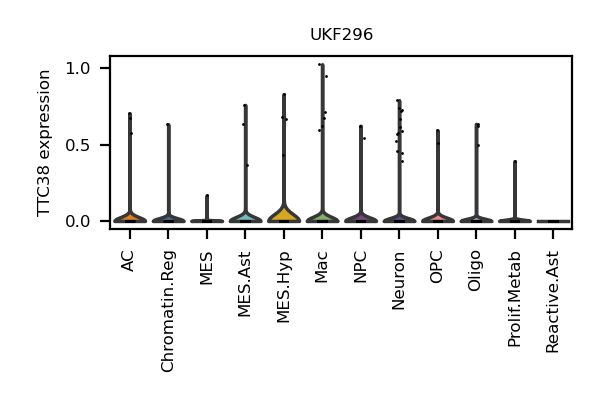 UKF296
TTC38 expression
1.0
0.5
0.0
AC
Chromatin.Reg
MES
MES.Ast
MES.Hyp
Mac
NPC
Neuron
OPC
Oligo
Prolif.Metab
Reactive.Ast